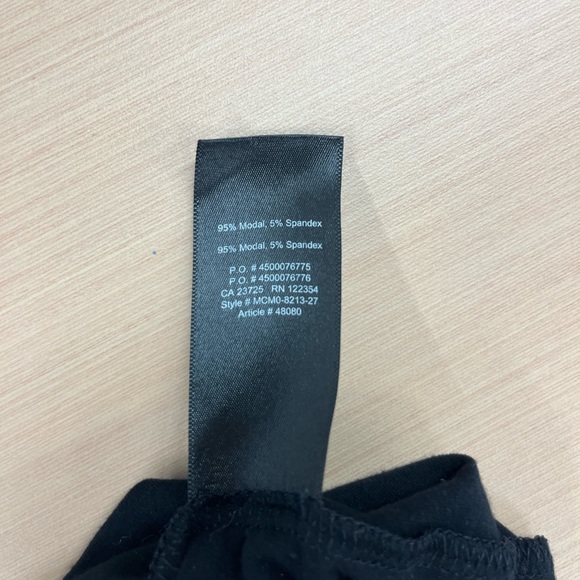 95% Modal, 5% Spandex
95% Modal, 5% Spandex
P.O. # 4500076775
P.O. # 4500076776
CA 23725 RN 122354
Style # MCM0-8213-27
Article # 48080